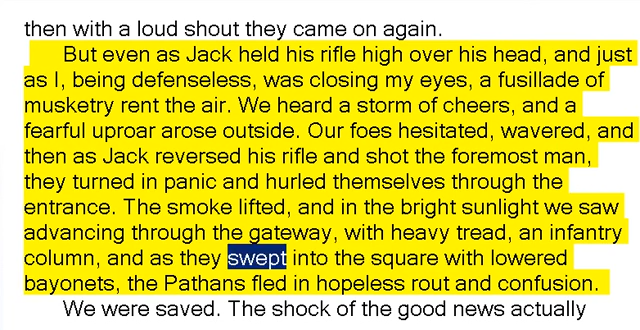 then with a loud shout they came on again.
But even as Jack held his rifle high over his head, and just
as I, being defenseless, was closing my eyes, a fusillade of
musketry rent the air. We heard a storm of cheers, and a
fearful uproar arose outside. Our foes hesitated, wavered, and
then as Jack reversed his rifle and shot the foremost man,
they turned in panic and hurled themselves through the
entrance. The smoke lifted, and in the bright sunlight we saw
advancing through the gateway, with heavy tread, an infantry
column, and as they swept into the square with lowered
bayonets, the Pathans fled in hopeless rout and confusion.
We were saved. The shock of the good news actually